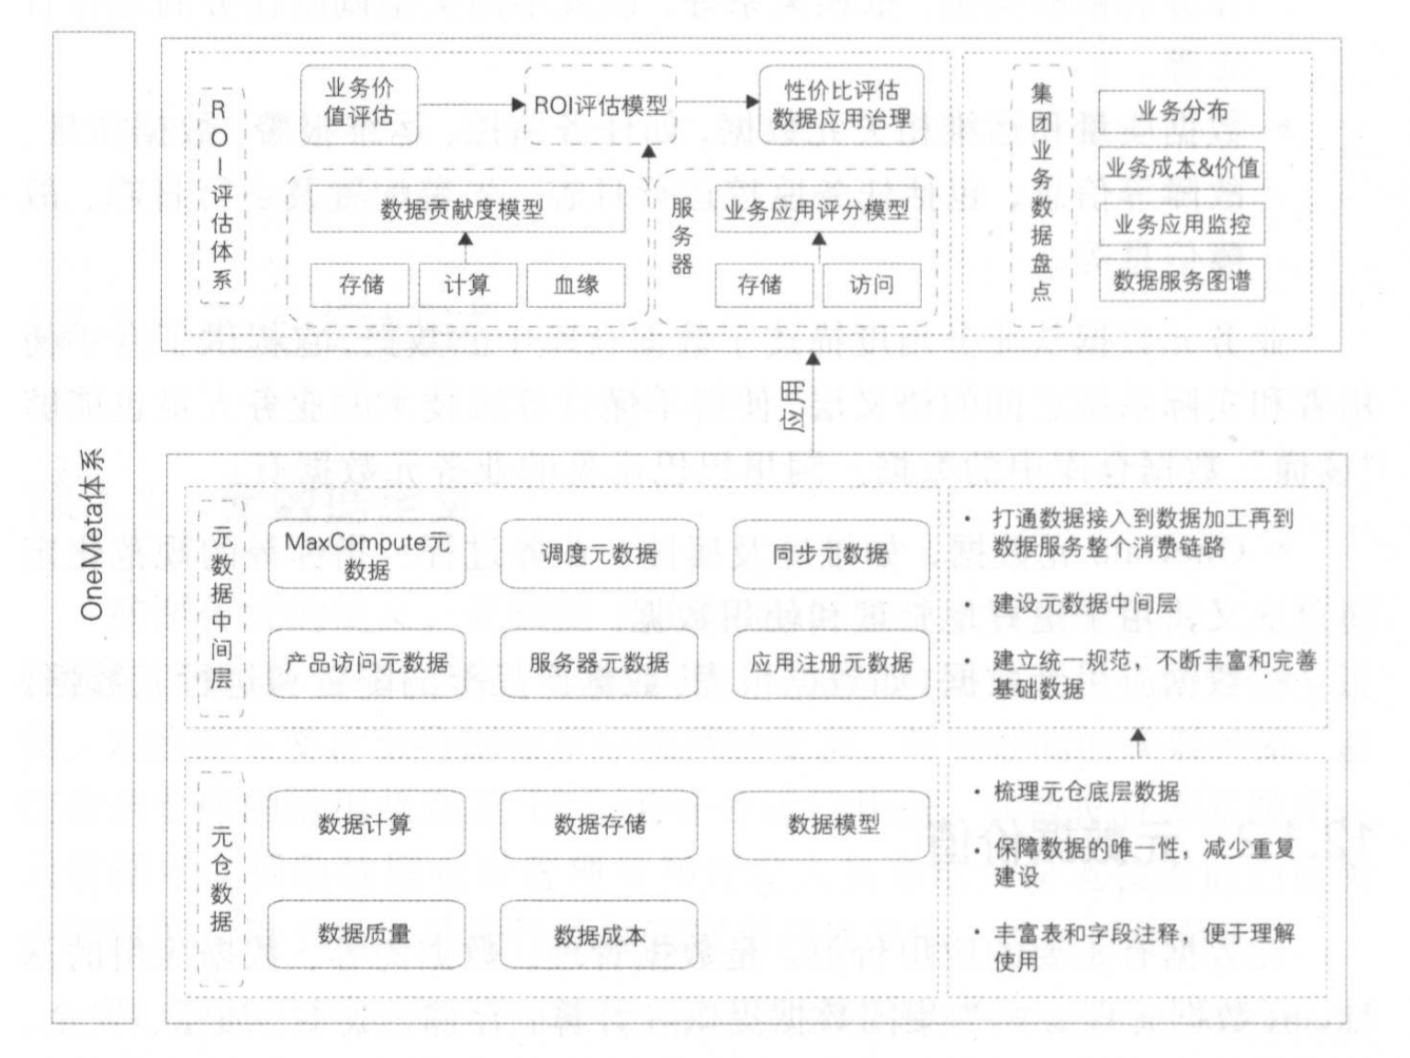 OneMeta体系
ROI评估体系
业务价
值评估
ROI评估模型
性价比评估
数据应用治理
数据贡献度模型
存储
计算
血缘
服务器
业务应用评分模型
存储
访问
集团业务数据盘点
业务分布
业务成本&价值
业务应用监控
数据服务图谱
应用
元数据中间层
MaxCompute元
数据
调度元数据
同步元数据
产品访问元数据
服务器元数据
应用注册元数据
• 打通数据接入到数据加工再到
数据服务整个消费链路
• 建设元数据中间层
• 建立统一规范，不断丰富和完善
基础数据
元仓数据
数据计算
数据存储
数据模型
数据质量
数据成本
• 梳理元仓底层数据
• 保障数据的唯一性，减少重复
建设
• 丰富表和字段注释，便于理解
使用